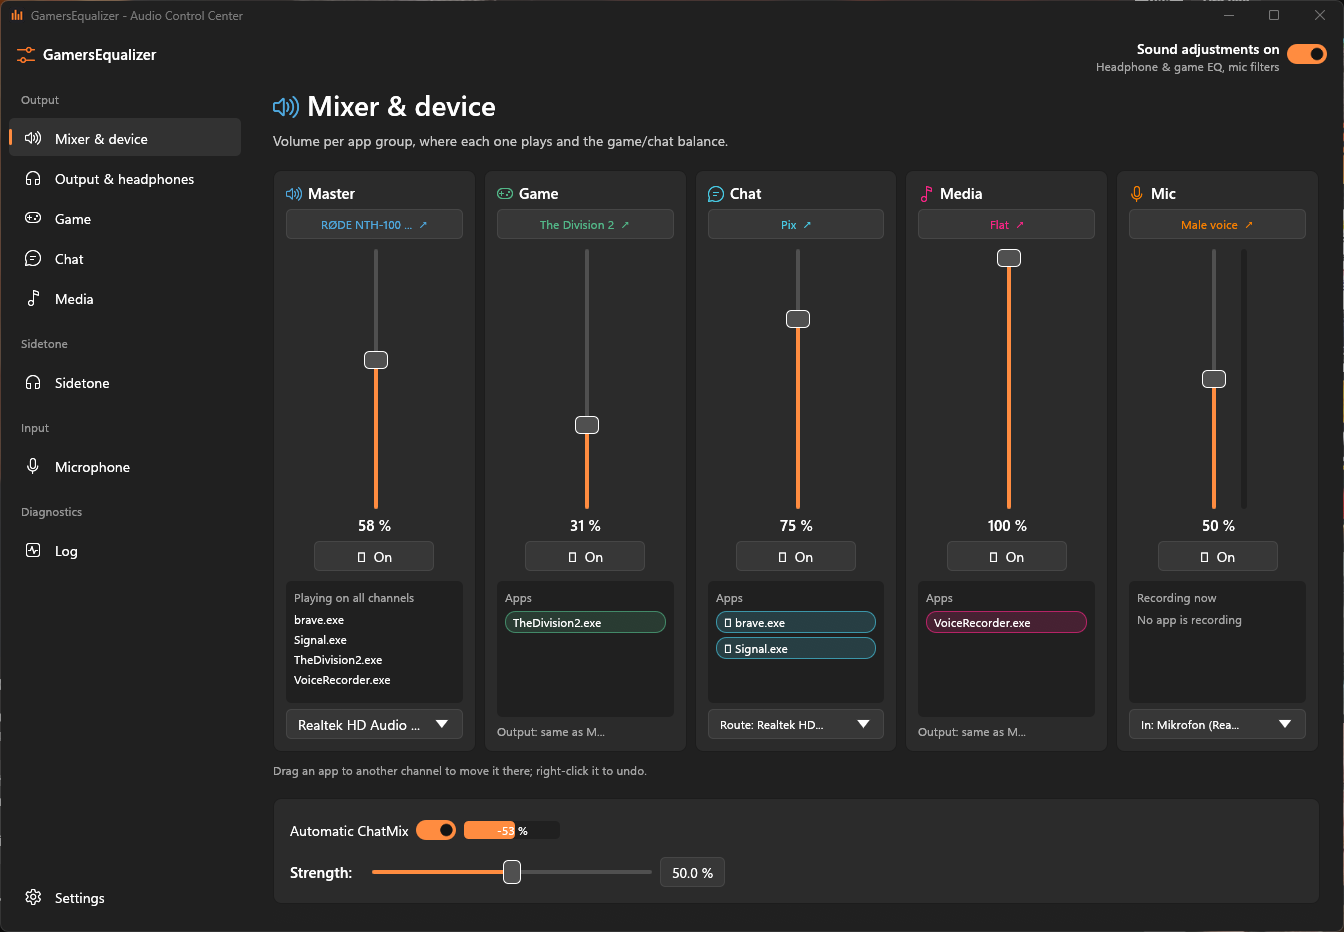 GamersEqualizer - Audio Control Center
GamersEqualizer
Sound adjustments on
Headphone & game EQ, mic filters
Output
Mixer & device
Output & headphones
Game
Chat
Media
Sidetone
Sidetone
Input
Microphone
Diagnostics
Log
Settings
Mixer & device
Volume per app group, where each one plays and the game/chat balance.
Master
RØDE NTH-100 ... ↗
58 %
On
Playing on all channels
brave.exe
Signal.exe
TheDivision2.exe
VoiceRecorder.exe
Realtek HD Audio ...
Game
The Division 2 ↗
31 %
On
Apps
TheDivision2.exe
Output: same as M...
Chat
Pix ↗
75 %
On
Apps
brave.exe
Signal.exe
Route: Realtek HD...
Media
Flat ↗
100 %
On
Apps
VoiceRecorder.exe
Output: same as M...
Mic
Male voice ↗
50 %
On
Recording now
No app is recording
In: Mikrofon (Rea...
Drag an app to another channel to move it there; right-click it to undo.
Automatic ChatMix
-53 %
Strength:
50.0 %